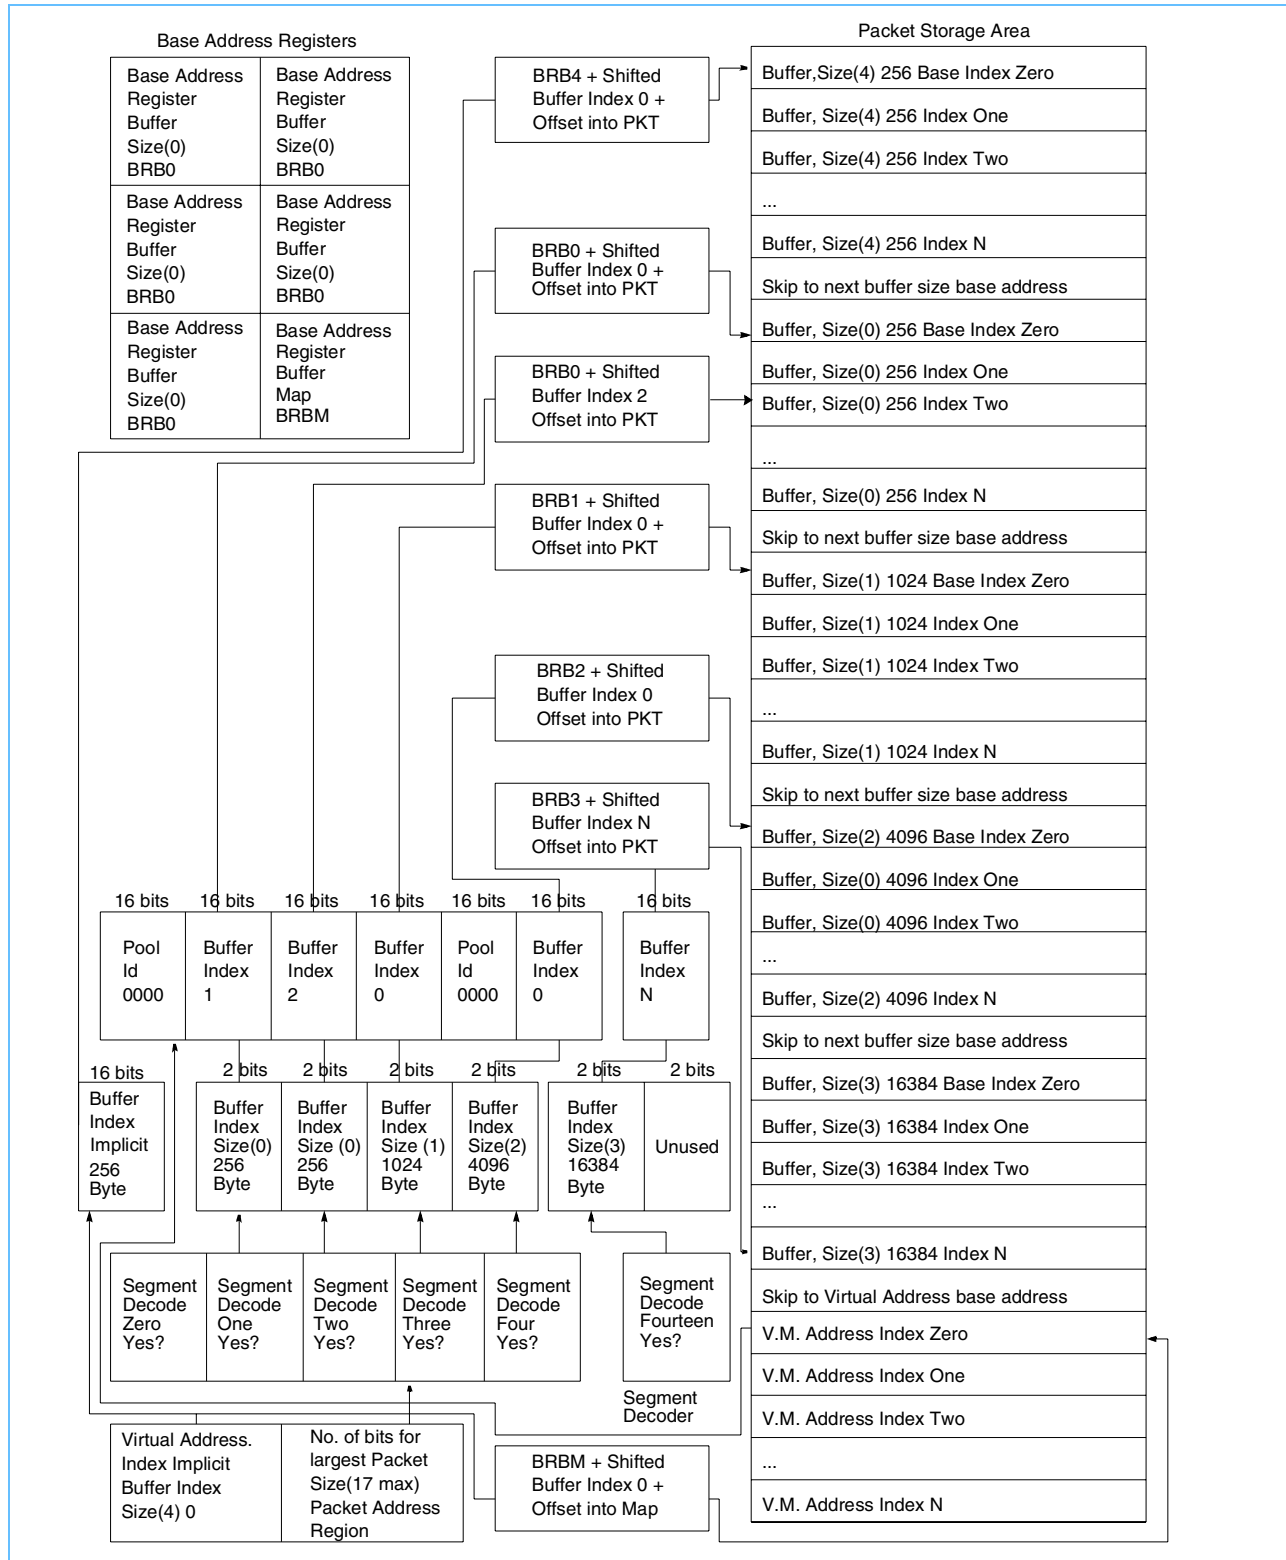 Base Address Registers
Base Address
Register
Buffer
Size(0)
BRB0
Base Address
Register
Buffer
Size(0)
BRB0
Base Address
Register
Buffer
Size(0)
BRB0
Base Address
Register
Buffer
Size(0)
BRB0
Base Address
Register
Buffer
Size(0)
BRB0
Base Address
Register
Buffer
Map
BRBM
BRB4 + Shifted
Buffer Index 0 +
Offset into PKT
BRB0 + Shifted
Buffer Index 0 +
Offset into PKT
BRB0 + Shifted
Buffer Index 2
Offset into PKT
BRB1 + Shifted
Buffer Index 0 +
Offset into PKT
BRB2 + Shifted
Buffer Index 0
Offset into PKT
BRB3 + Shifted
Buffer Index N
Offset into PKT
Packet Storage Area
Buffer,Size(4) 256 Base Index Zero
Buffer, Size(4) 256 Index One
Buffer, Size(4) 256 Index Two
...
Buffer, Size(4) 256 Index N
Skip to next buffer size base address
Buffer, Size(0) 256 Base Index Zero
Buffer, Size(0) 256 Index One
Buffer, Size(0) 256 Index Two
...
Buffer, Size(0) 256 Index N
Skip to next buffer size base address
Buffer, Size(1) 1024 Base Index Zero
Buffer, Size(1) 1024 Index One
Buffer, Size(1) 1024 Index Two
...
Buffer, Size(1) 1024 Index N
Skip to next buffer size base address
Buffer, Size(2) 4096 Base Index Zero
Buffer, Size(0) 4096 Index One
Buffer, Size(0) 4096 Index Two
...
Buffer, Size(2) 4096 Index N
Skip to next buffer size base address
Buffer, Size(3) 16384 Base Index Zero
Buffer, Size(3) 16384 Index One
Buffer, Size(3) 16384 Index Two
...
Buffer, Size(3) 16384 Index N
Skip to Virtual Address base address
V.M. Address Index Zero
V.M. Address Index One
V.M. Address Index Two
...
V.M. Address Index N
16 bits 16 bits 16 bits 16 bits 16 bits 16 bits 16 bits
Pool
Id
0000
Buffer
Index
1
Buffer
Index
2
Buffer
Index
0
Pool
Id
0000
Buffer
Index
0
Buffer
Index
N
16 bits 2 bits 2 bits 2 bits 2 bits 2 bits 2 bits
Buffer
Index
Implicit
256
Byte
Buffer
Index
Size(0)
256
Byte
Buffer
Index
Size (0)
256
Byte
Buffer
Index
Size (1)
1024
Byte
Buffer
Index
Size(2)
4096
Byte
Buffer
Index
Size(3)
16384
Byte
Unused
Segment
Decode
Zero
Yes?
Segment
Decode
One
Yes?
Segment
Decode
Two
Yes?
Segment
Decode
Three
Yes?
Segment
Decode
Four
Yes?
Segment
Decode
Fourteen
Yes?
Segment
Decoder
Virtual Address.
Index Implicit
Buffer Index
Size(4) 0
No. of bits for
largest Packet
Size(17 max)
Packet Address
Region
BRBM + Shifted
Buffer Index 0 +
Offset into Map